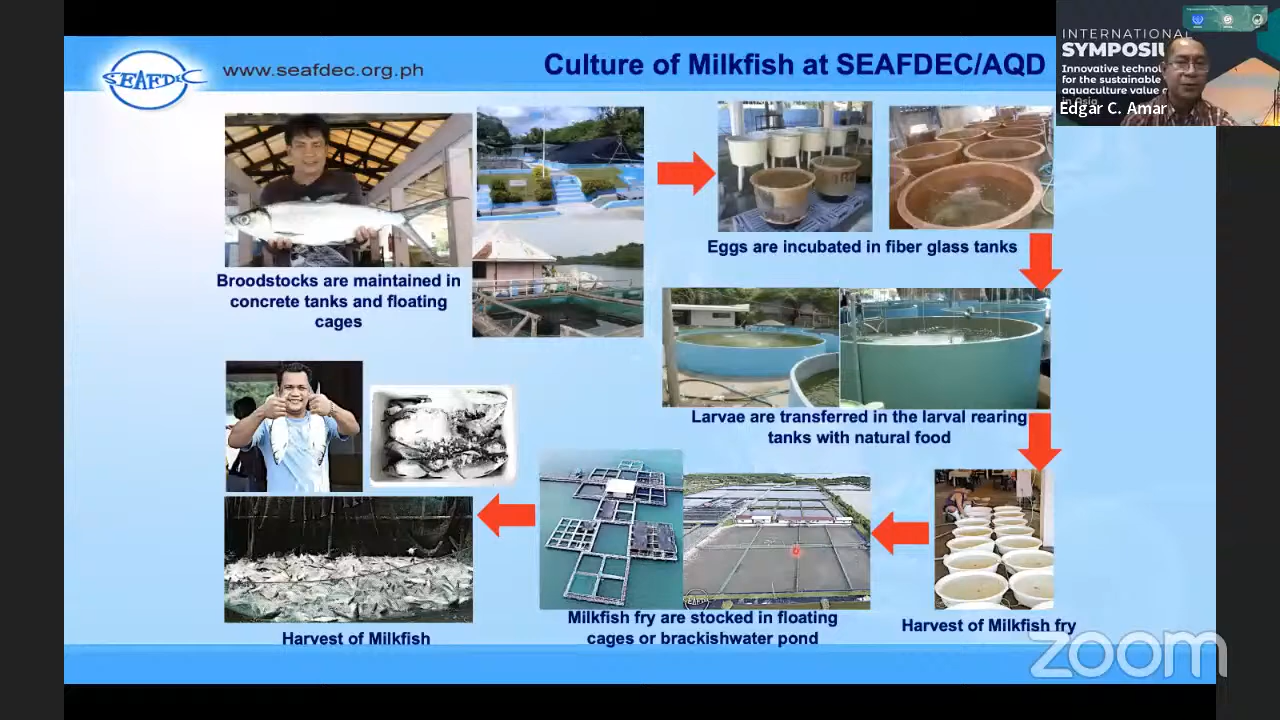 SEAFDEC
www.seafdec.org.ph
Culture of Milkfish at SEAFDEC/AQD
INTERNATIONAL
SYMPOSIU
Innovative technol
for the sustainable
aquaculture value c
in Asia
Edgar C. Amar
Broodstocks are maintained in
concrete tanks and floating
cages
Eggs are incubated in fiber glass tanks
Larvae are transferred in the larval rearing
tanks with natural food
Harvest of Milkfish fry
Milkfish fry are stocked in floating
cages or brackishwater pond
Harvest of Milkfish
zoom